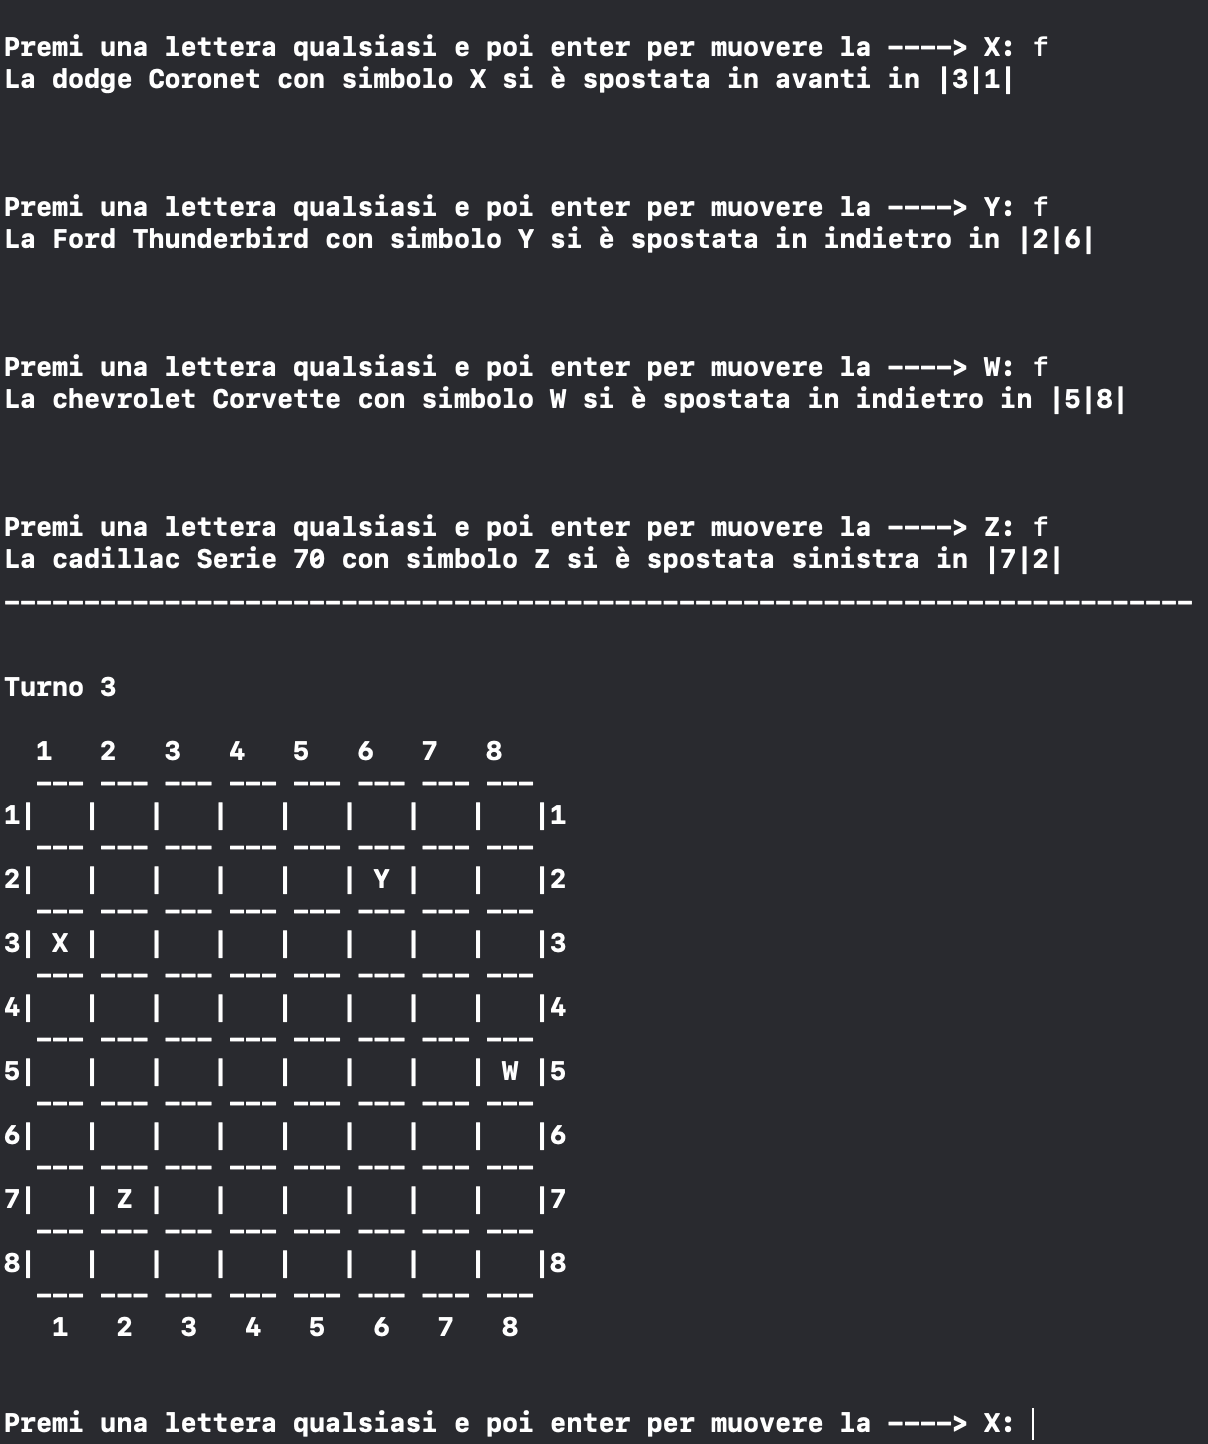 Premi una lettera qualsiasi e poi enter per muovere la ----> X: f
La dodge Coronet con simbolo X si è spostata in avanti in |3|1|
Premi una lettera qualsiasi e poi enter per muovere la ----> Y: f
La Ford Thunderbird con simbolo Y si è spostata in indietro in |2|6|
Premi una lettera qualsiasi e poi enter per muovere la ----> W: f
La chevrolet Corvette con simbolo W si è spostata in indietro in |5|8|
Premi una lettera qualsiasi e poi enter per muovere la ----> Z: f
La cadillac Serie 70 con simbolo Z si è spostata sinistra in |7|2|
--------------------------------------------------------------------------
Turno 3
  1   2   3   4   5   6   7   8
  --- --- --- --- --- --- --- ---
1|   |   |   |   |   |   |   |   |1
  --- --- --- --- --- --- --- ---
2|   |   |   |   |   | Y |   |   |2
  --- --- --- --- --- --- --- ---
3| X |   |   |   |   |   |   |   |3
  --- --- --- --- --- --- --- ---
4|   |   |   |   |   |   |   |   |4
  --- --- --- --- --- --- --- ---
5|   |   |   |   |   |   |   | W |5
  --- --- --- --- --- --- --- ---
6|   |   |   |   |   |   |   |   |6
  --- --- --- --- --- --- --- ---
7|   | Z |   |   |   |   |   |   |7
  --- --- --- --- --- --- --- ---
8|   |   |   |   |   |   |   |   |8
  --- --- --- --- --- --- --- ---
   1   2   3   4   5   6   7   8
Premi una lettera qualsiasi e poi enter per muovere la ----> X: